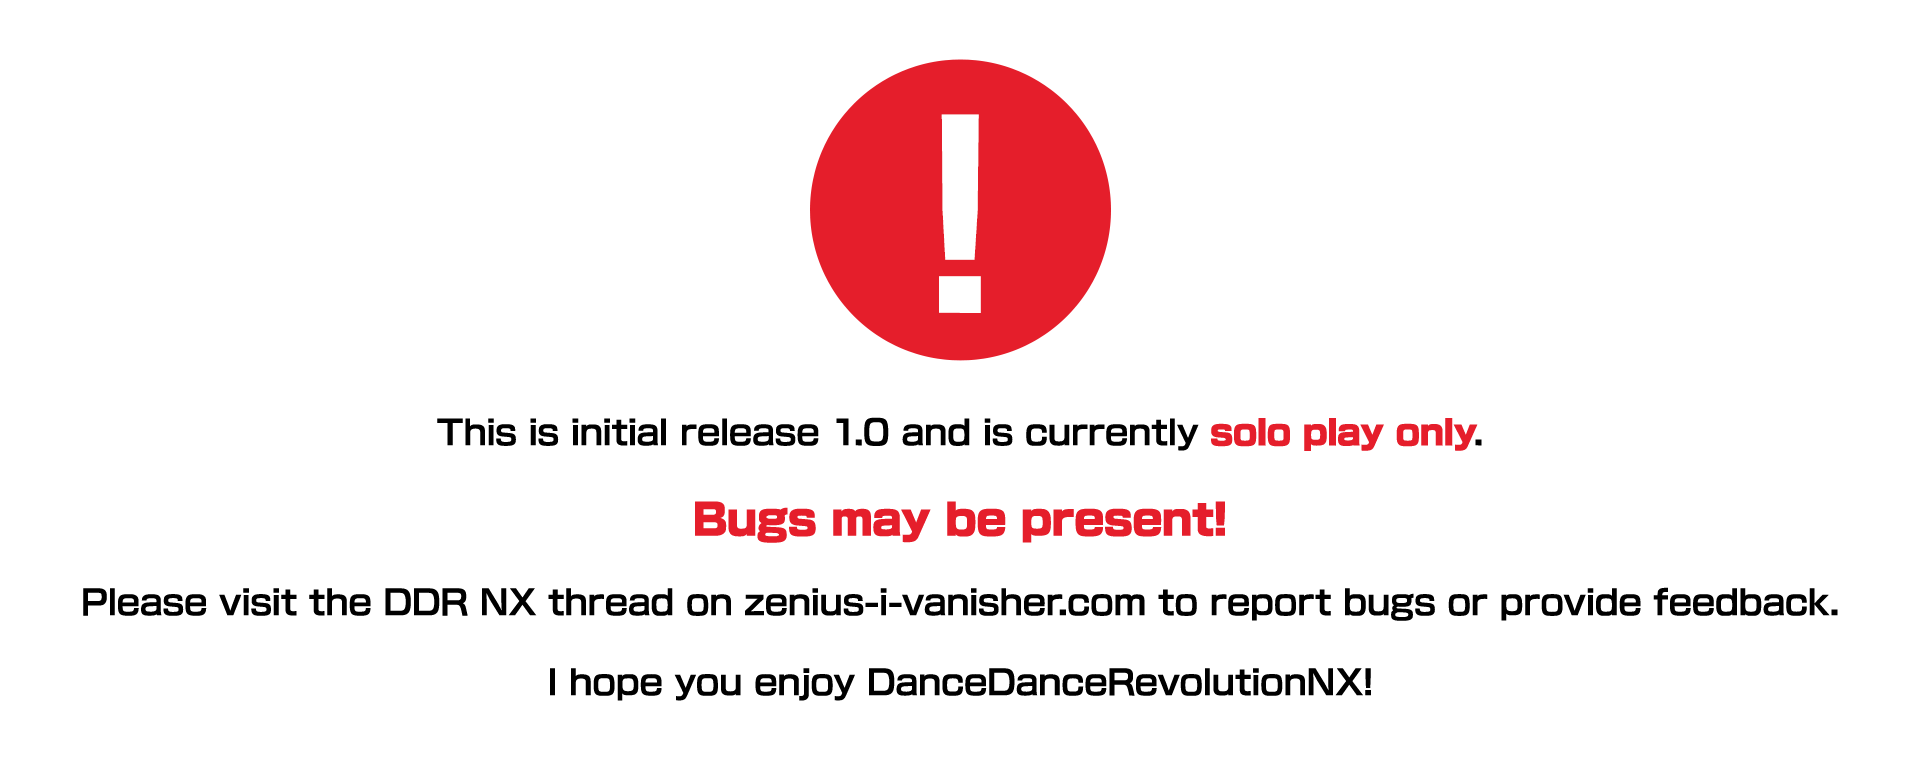 This is initial release 1.0 and is currently solo play only.
Bugs may be present!
Please visit the DDR NX thread on zenius-i-vanisher.com to report bugs or provide feedback.
I hope you enjoy DanceDanceRevolutionNX!